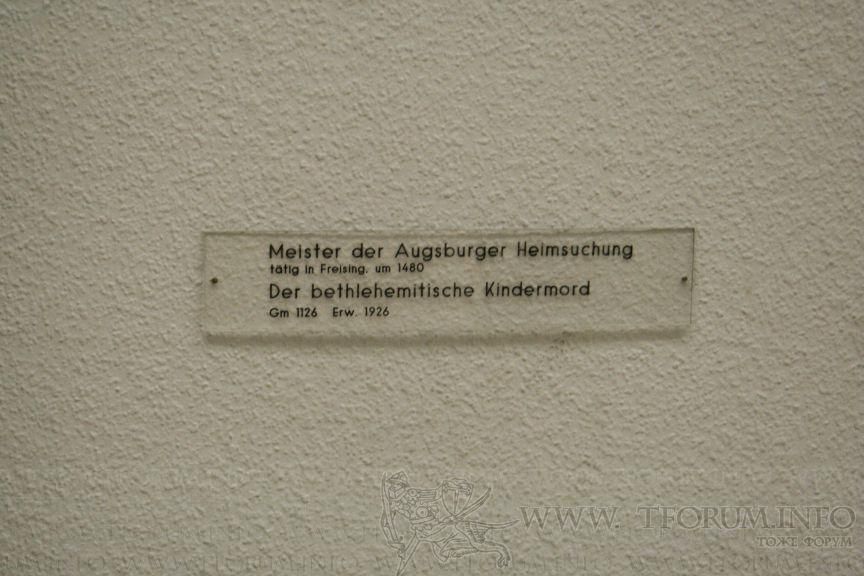 Meister der Augsburger Heimsuchung
tätig in Freising, um 1480
Der bethlehemitische Kindermord
Gm 1126 Erw. 1926
WWW. TFORUM.INFO
ТОЖЕ ФОРУМ